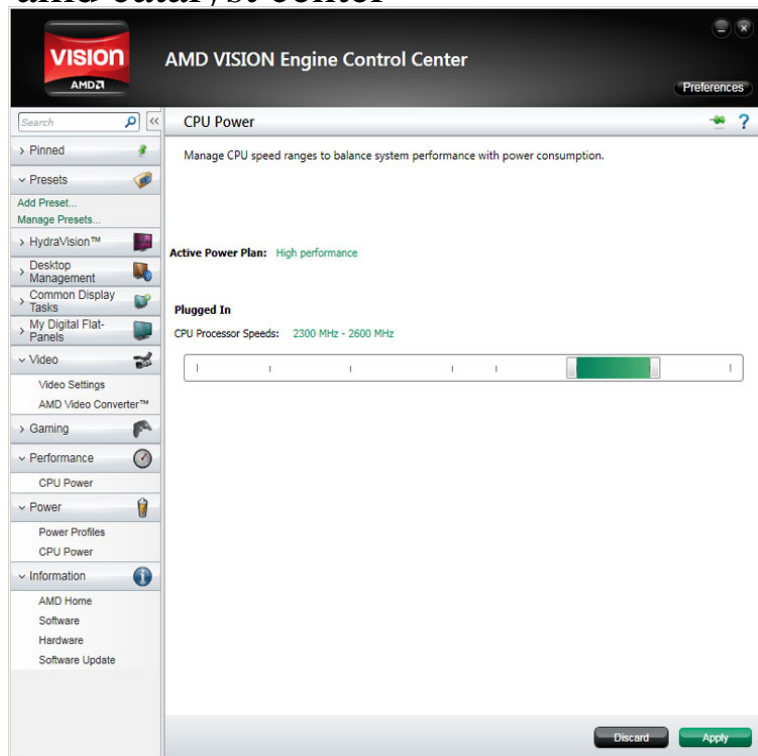 amd catalyst center
VISION
AMD
AMD VISION Engine Control Center
Preferences
Search
<<
CPU Power
?
> Pinned
Manage CPU speed ranges to balance system performance with power consumption.
Presets
Add Preset...
Manage Presets...
> HydraVision™
Active Power Plan: High performance
> Desktop
Management
> Common Display
Tasks
> My Digital Flat-
Panels
Plugged In
CPU Processor Speeds: 2300 MHz - 2600 MHz
Video
Video Settings
AMD Video Converter™
> Gaming
Performance
CPU Power
Power
Power Profiles
CPU Power
Information
AMD Home
Software
Hardware
Software Update
Discard
Apply